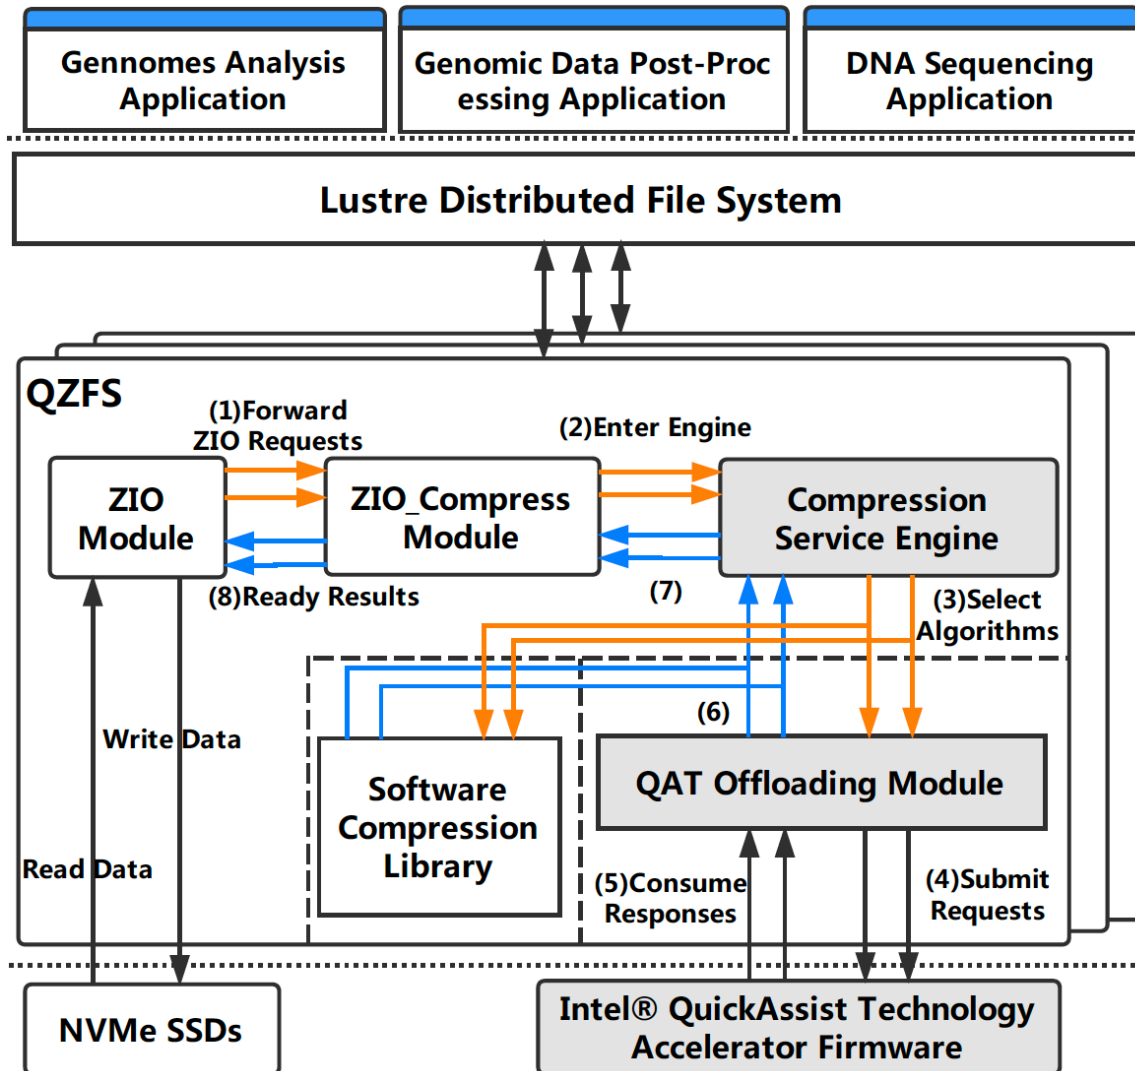 Gennomes Analysis
Application
Genomic Data Post-Proc
essing Application
DNA Sequencing
Application
Lustre Distributed File System
QZFS
(1)Forward
ZIO Requests
(2)Enter Engine
ZIO
Module
ZIO_Compress
Module
Compression
Service Engine
(8)Ready Results
(7)
(3)Select
Algorithms
(6)
Write Data
Software
Compression
Library
QAT Offloading Module
Read Data
(5)Consume
Responses
(4)Submit
Requests
NVMe SSDs
Intel® QuickAssist Technology
Accelerator Firmware